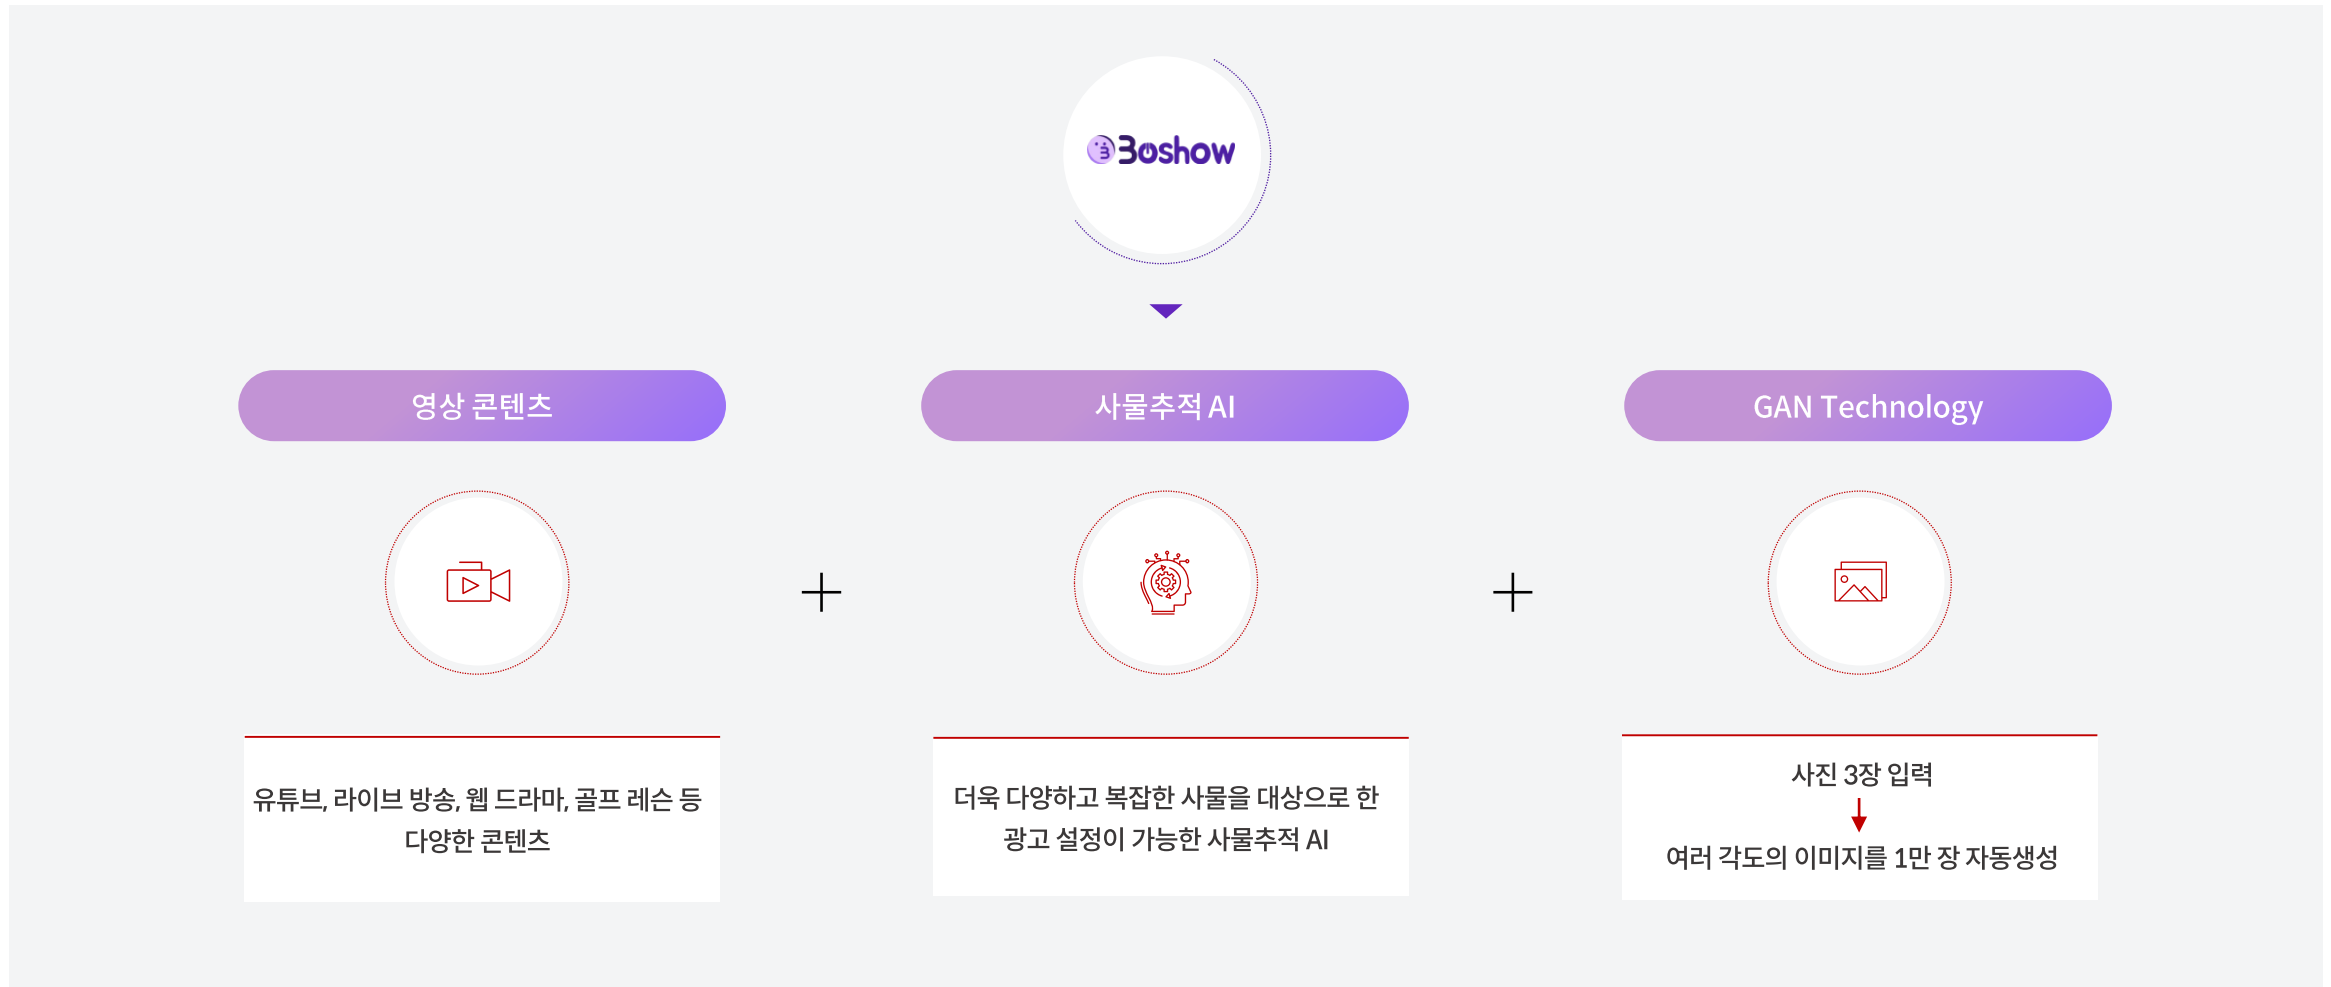 Boshow
영상 콘텐츠
사물추적 AI
GAN Technology
유튜브, 라이브 방송, 웹 드라마, 골프 레슨 등
다양한 콘텐츠
더욱 다양하고 복잡한 사물을 대상으로 한
광고 설정이 가능한 사물추적 AI
사진 3장 입력
여러 각도의 이미지를 1만 장 자동생성